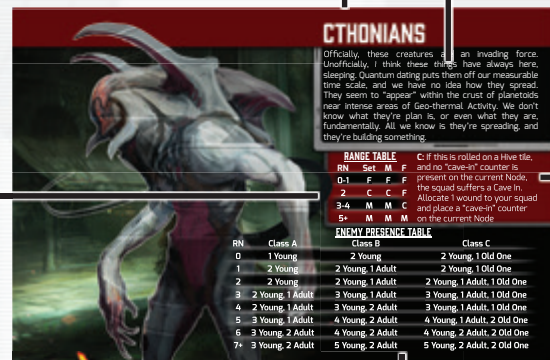 CTHONIANS
Officially, these creatures an invading force.
Unofficially, I think these things have always here,
sleeping. Quantum dating puts them off our measurable
time scale, and we have no idea how they spread.
They seem to "appear" within the crust of planetoids
near intense areas of Geo-thermal Activity. We don't
know what they plan is, or even what they are,
fundamentally. All we know is they're spreading, and
they're building something.
RANGE TABLE
RN Set M F
0-1 F F F
2 C C F
3-4 M M C
5+ M M M
C: If this is rolled on a Hive tile,
and no "cave-in" counter is
present on the current Node,
the squad suffers a Cave In.
Allocate 1 wound to your squad
and place a "cave-in" counter
on the current Node
ENEMY PRESENCE TABLE
RN Class A Class B Class C
0 1 Young 2 Young 2 Young, 1 Old One
1 2 Young 2 Young, 1 Adult 2 Young, 1 Old One
2 2 Young 2 Young, 1 Adult 2 Young, 1 Adult, 1 Old One
3 2 Young, 1 Adult 3 Young, 1 Adult 3 Young, 1 Adult, 1 Old One
4 2 Young, 1 Adult 3 Young, 2 Adult 3 Young, 1 Adult, 1 Old One
5 3 Young, 1 Adult 4 Young, 2 Adult 4 Young, 1 Adult, 2 Old One
6 3 Young, 2 Adult 4 Young, 2 Adult 4 Young, 2 Adult, 2 Old One
7+ 3 Young, 2 Adult 5 Young, 2 Adult 5 Young, 2 Adult, 2 Old One